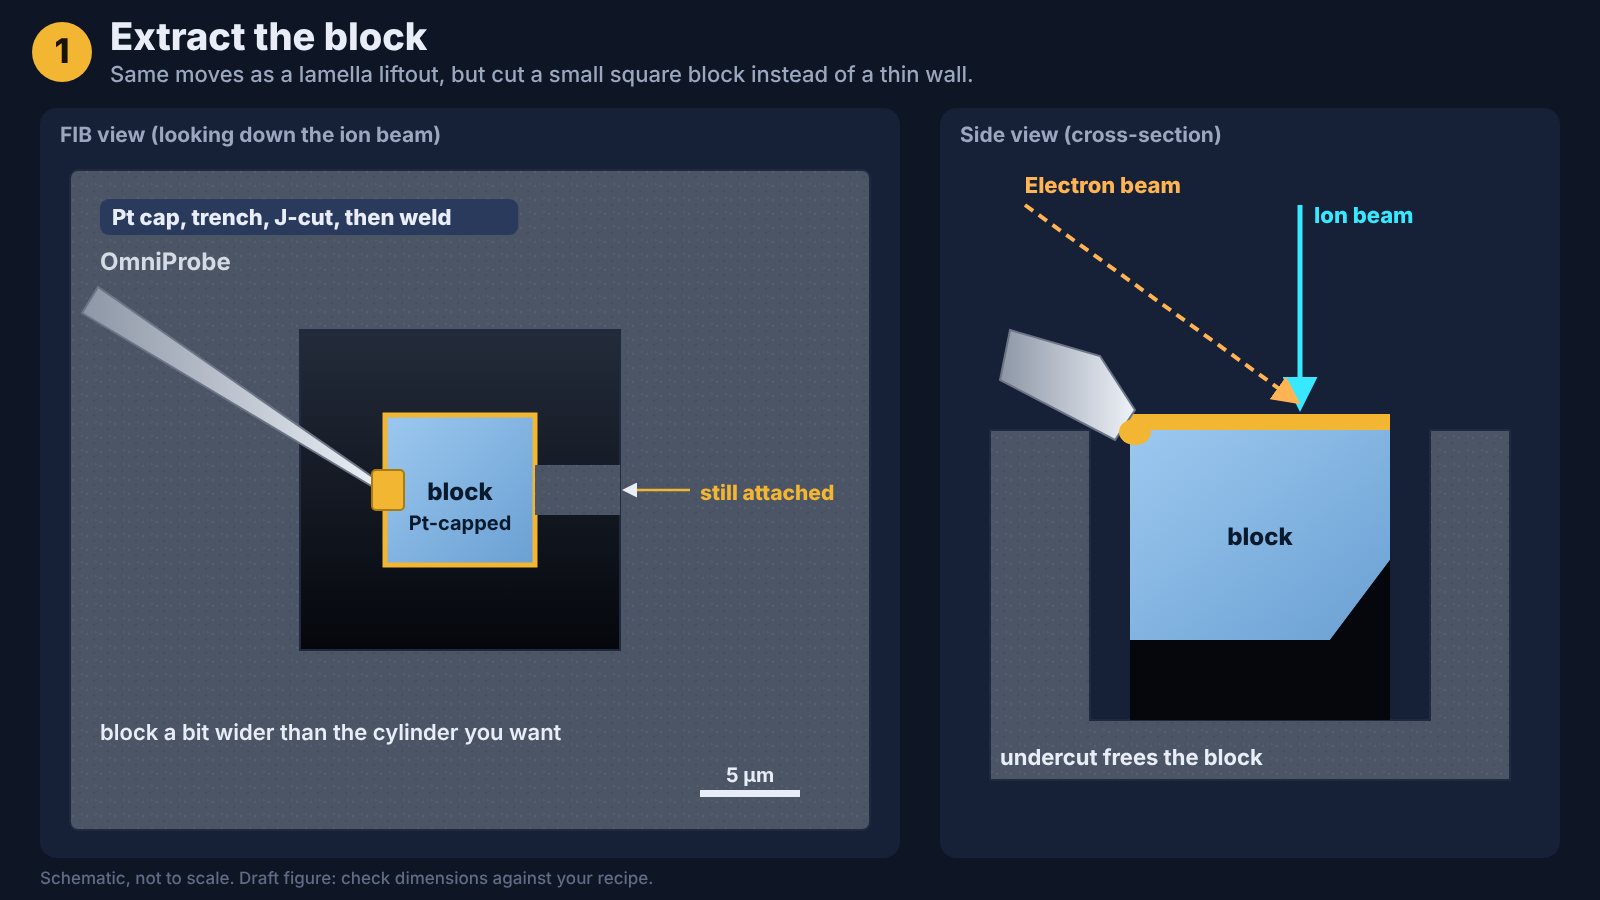 1
Extract the block
Same moves as a lamella liftout, but cut a small square block instead of a thin wall.
FIB view (looking down the ion beam)
Pt cap, trench, J-cut, then weld
OmniProbe
block
Pt-capped
still attached
block a bit wider than the cylinder you want
5 µm
Side view (cross-section)
Electron beam
Ion beam
block
undercut frees the block
Schematic, not to scale. Draft figure: check dimensions against your recipe.